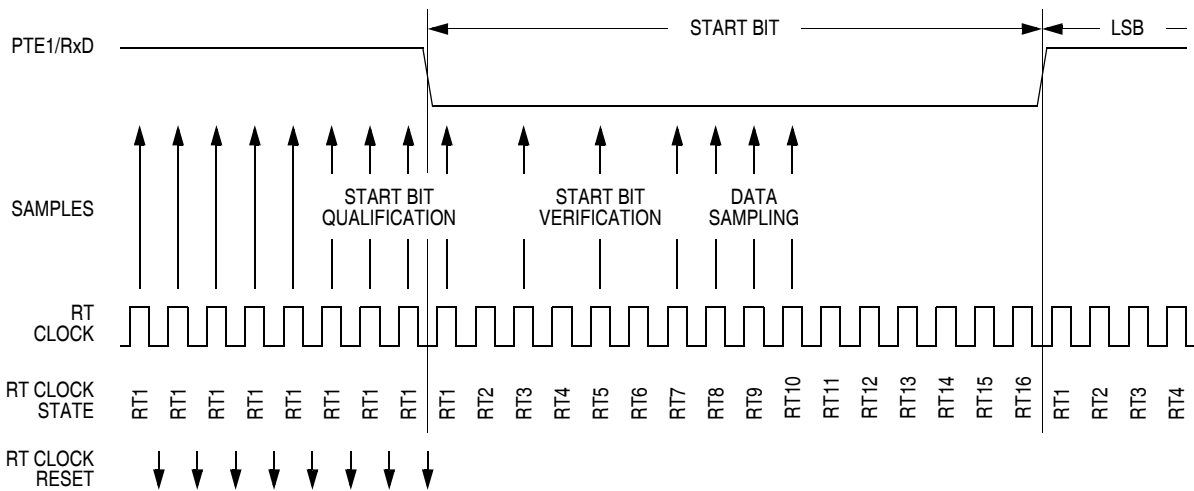 START BIT
LSB
PTE1/RxD
SAMPLES
START BIT
QUALIFICATION
START BIT
VERIFICATION
DATA
SAMPLING
RT
CLOCK
RT CLOCK
STATE
RT1 RT1 RT1 RT1 RT1 RT1 RT1 RT1 RT1 RT2 RT3 RT4 RT5 RT6 RT7 RT8 RT9 RT10 RT11 RT12 RT13 RT14 RT15 RT16 RT1 RT2 RT3 RT4
RT CLOCK
RESET